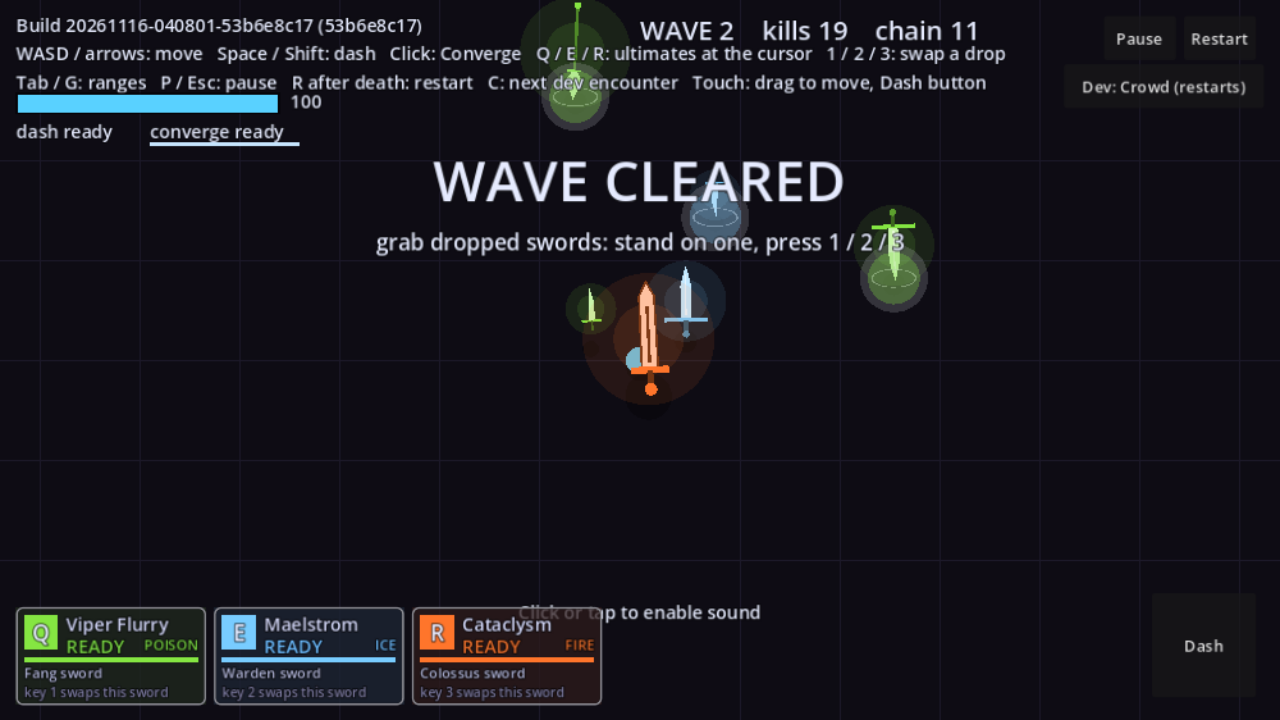 Build 20261116-040801-53b6e8c17 (53b6e8c17)
WAVE 2 kills 19 chain 11
Pause
Restart
WASD / arrows: move Space / Shift: dash Click: Converge Q / E / R: ultimates at the cursor 1 / 2 / 3: swap a drop
Tab / G: ranges P / Esc: pause R after death: restart C: next dev encounter Touch: drag to move, Dash button
Dev: Crowd (restarts)
100
dash ready
converge ready
WAVE CLEARED
grab dropped swords: stand on one, press 1 / 2 / 3
Click or tap to enable sound
Q
Viper Flurry
READY
POISON
Fang sword
key 1 swaps this sword
E
Maelstrom
READY
ICE
Warden sword
key 2 swaps this sword
R
Cataclysm
READY
FIRE
Colossus sword
key 3 swaps this sword
Dash